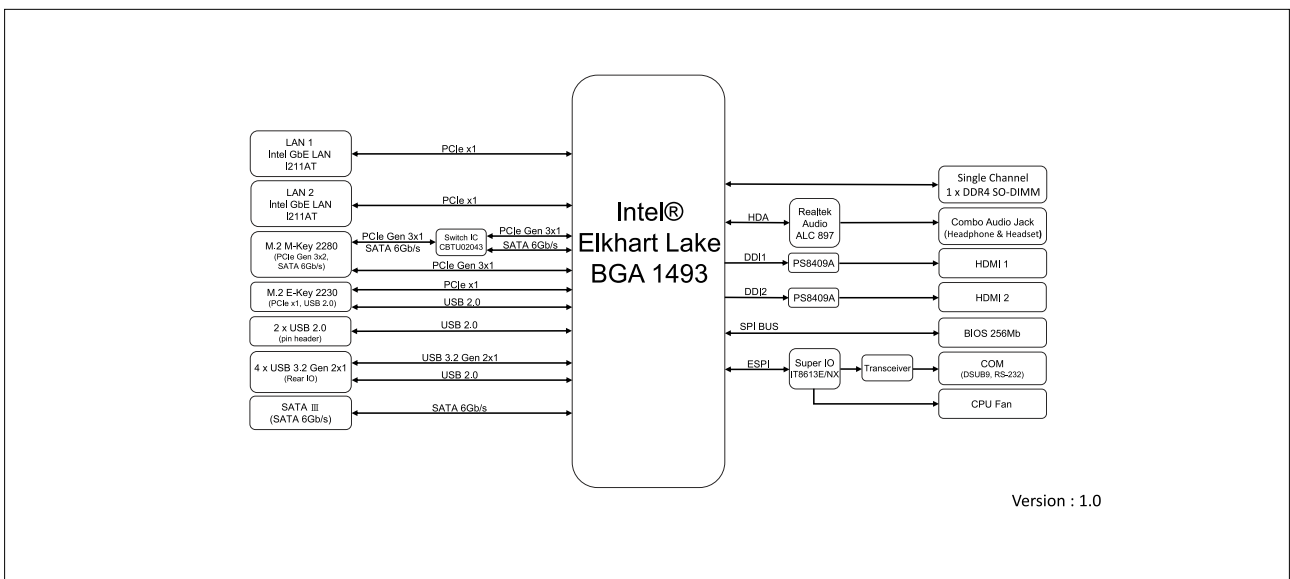 LAN 1
Intel GbE LAN
I211AT
PCIe x1
LAN 2
Intel GbE LAN
I211AT
PCIe x1
M.2 M-Key 2280
(PCIe Gen 3x2,
SATA 6Gb/s)
PCIe Gen 3x1
SATA 6Gb/s
Switch IC
CBTU02043
PCIe Gen 3x1
SATA 6Gb/s
PCIe Gen 3x1
M.2 E-Key 2230
(PCIe x1, USB 2.0)
PCIe x1
USB 2.0
2 x USB 2.0
(pin header)
USB 2.0
4 x USB 3.2 Gen 2x1
(Rear IO)
USB 3.2 Gen 2x1
USB 2.0
SATA III
(SATA 6Gb/s)
SATA 6Gb/s
Intel®
Elkhart Lake
BGA 1493
Single Channel
1 x DDR4 SO-DIMM
HDA
Realtek
Audio
ALC 897
Combo Audio Jack
(Headphone & Headset)
DDI1
PS8409A
HDMI 1
DDI2
PS8409A
HDMI 2
SPI BUS
BIOS 256Mb
ESPI
Super IO
IT8613E/NX
Transceiver
COM
(DSUB9, RS-232)
CPU Fan
Version : 1.0